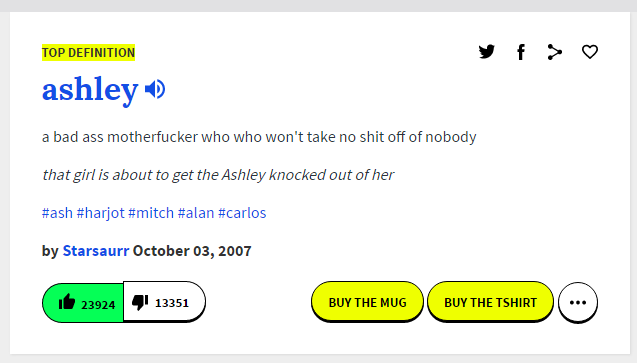 TOP DEFINITION
ashley
a bad ass motherfucker who who won't take no shit off of nobody
that girl is about to get the Ashley knocked out of her
#ash #harjot #mitch #alan #carlos
by Starsaurr October 03, 2007
23924 13351 BUY THE MUG BUY THE TSHIRT